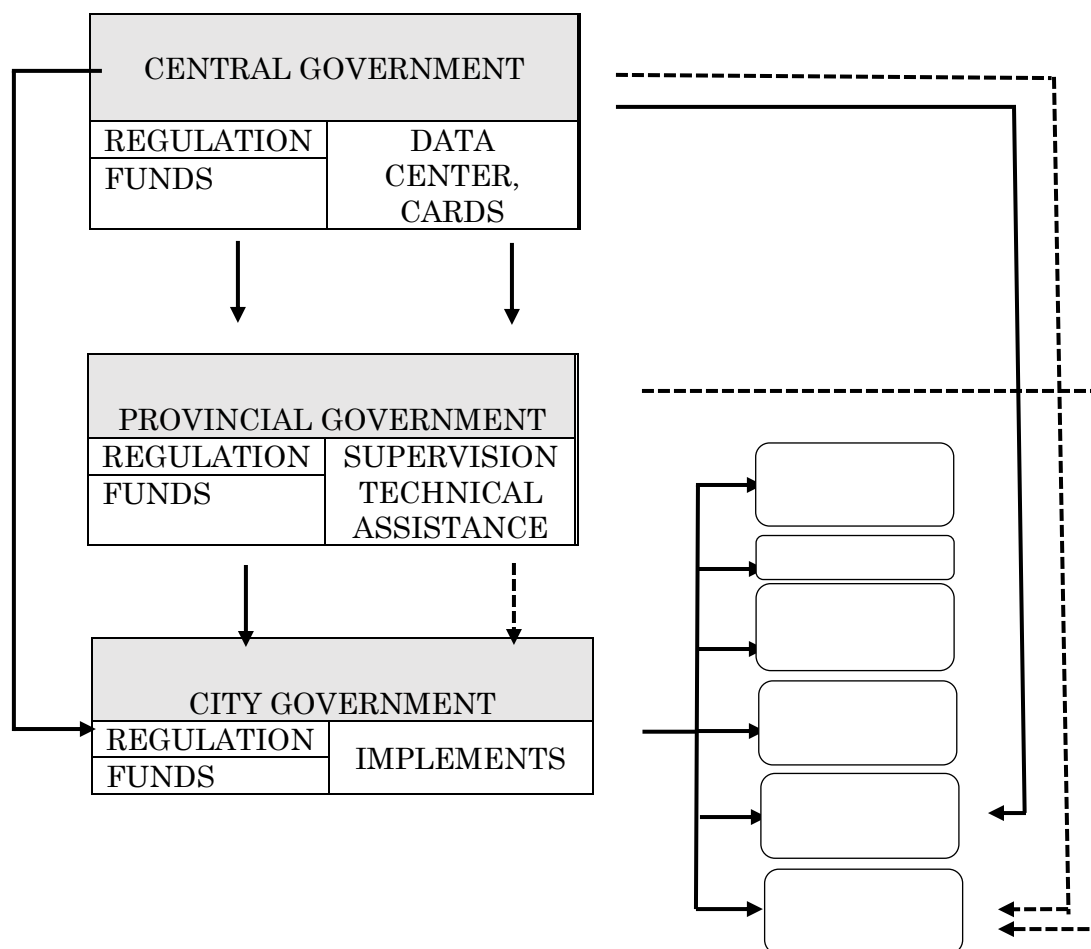 CENTRAL GOVERNMENT
REGULATION
FUNDS
DATA
CENTER,
CARDS
PROVINCIAL GOVERNMENT
REGULATION
FUNDS
SUPERVISION
TECHNICAL
ASSISTANCE
CITY GOVERNMENT
REGULATION
FUNDS
IMPLEMENTS